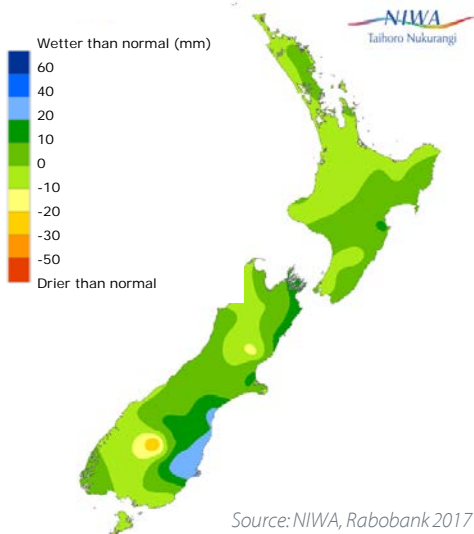 Wetter than normal (mm)
60
40
20
10
0
-10
-20
-30
-50
Drier than normal
NIWA
Taihoro Nukurangi
Source: NIWA, Rabobank 2017